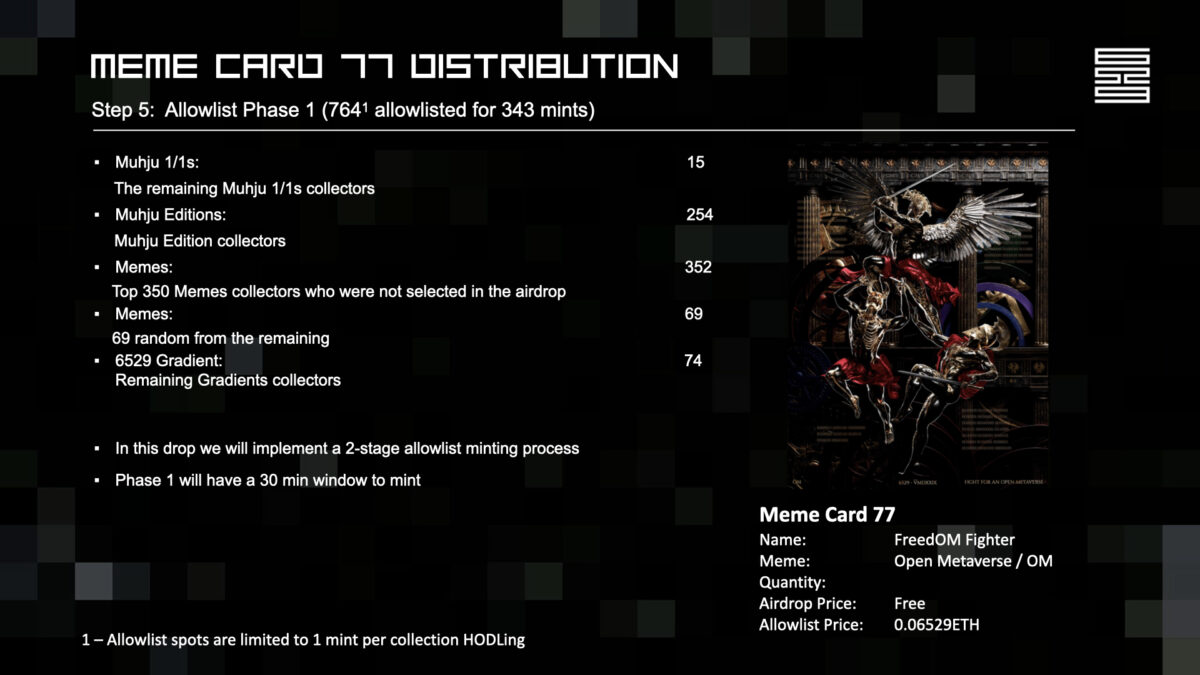 MEME CARD 77 DISTRIBUTION
Step 5: Allowlist Phase 1 (764¹ allowlisted for 343 mints)
▪ Muhju 1/1s: 15
The remaining Muhju 1/1s collectors
▪ Muhju Editions: 254
Muhju Edition collectors
▪ Memes: 352
Top 350 Memes collectors who were not selected in the airdrop
▪ Memes: 69
69 random from the remaining
▪ 6529 Gradient: 74
Remaining Gradients collectors
▪ In this drop we will implement a 2-stage allowlist minting process
▪ Phase 1 will have a 30 min window to mint
FIGHT FOR AN OPEN METAVERSE
Meme Card 77
Name: FreedOM Fighter
Meme: Open Metaverse / OM
Quantity:
Airdrop Price: Free
Allowlist Price: 0.06529ETH
1 – Allowlist spots are limited to 1 mint per collection HODLing